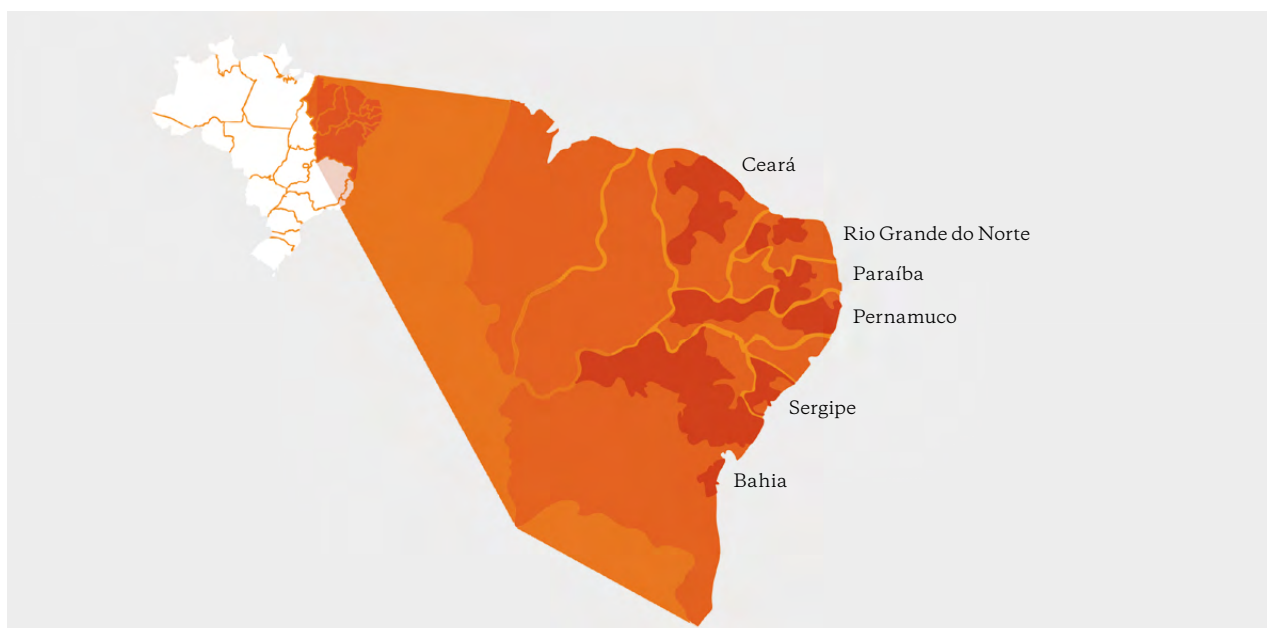 Ceará
Rio Grande do Norte
Paraíba
Pernamuco
Sergipe
Bahia